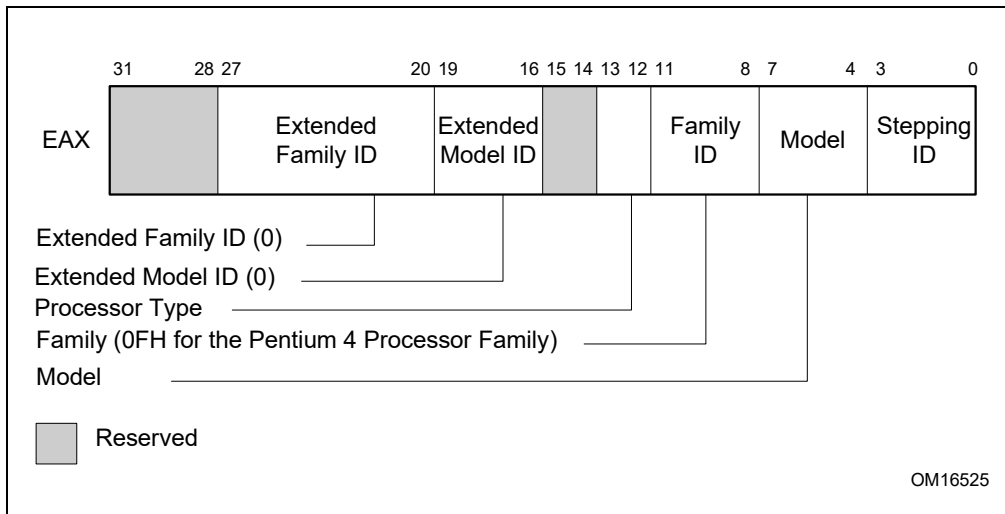 31 28 27 20 19 16 15 14 13 12 11 8 7 4 3 0
EAX
Extended
Family ID
Extended
Model ID
Family
ID
Model
Stepping
ID
Extended Family ID (0)
Extended Model ID (0)
Processor Type
Family (0FH for the Pentium 4 Processor Family)
Model
Reserved
OM16525